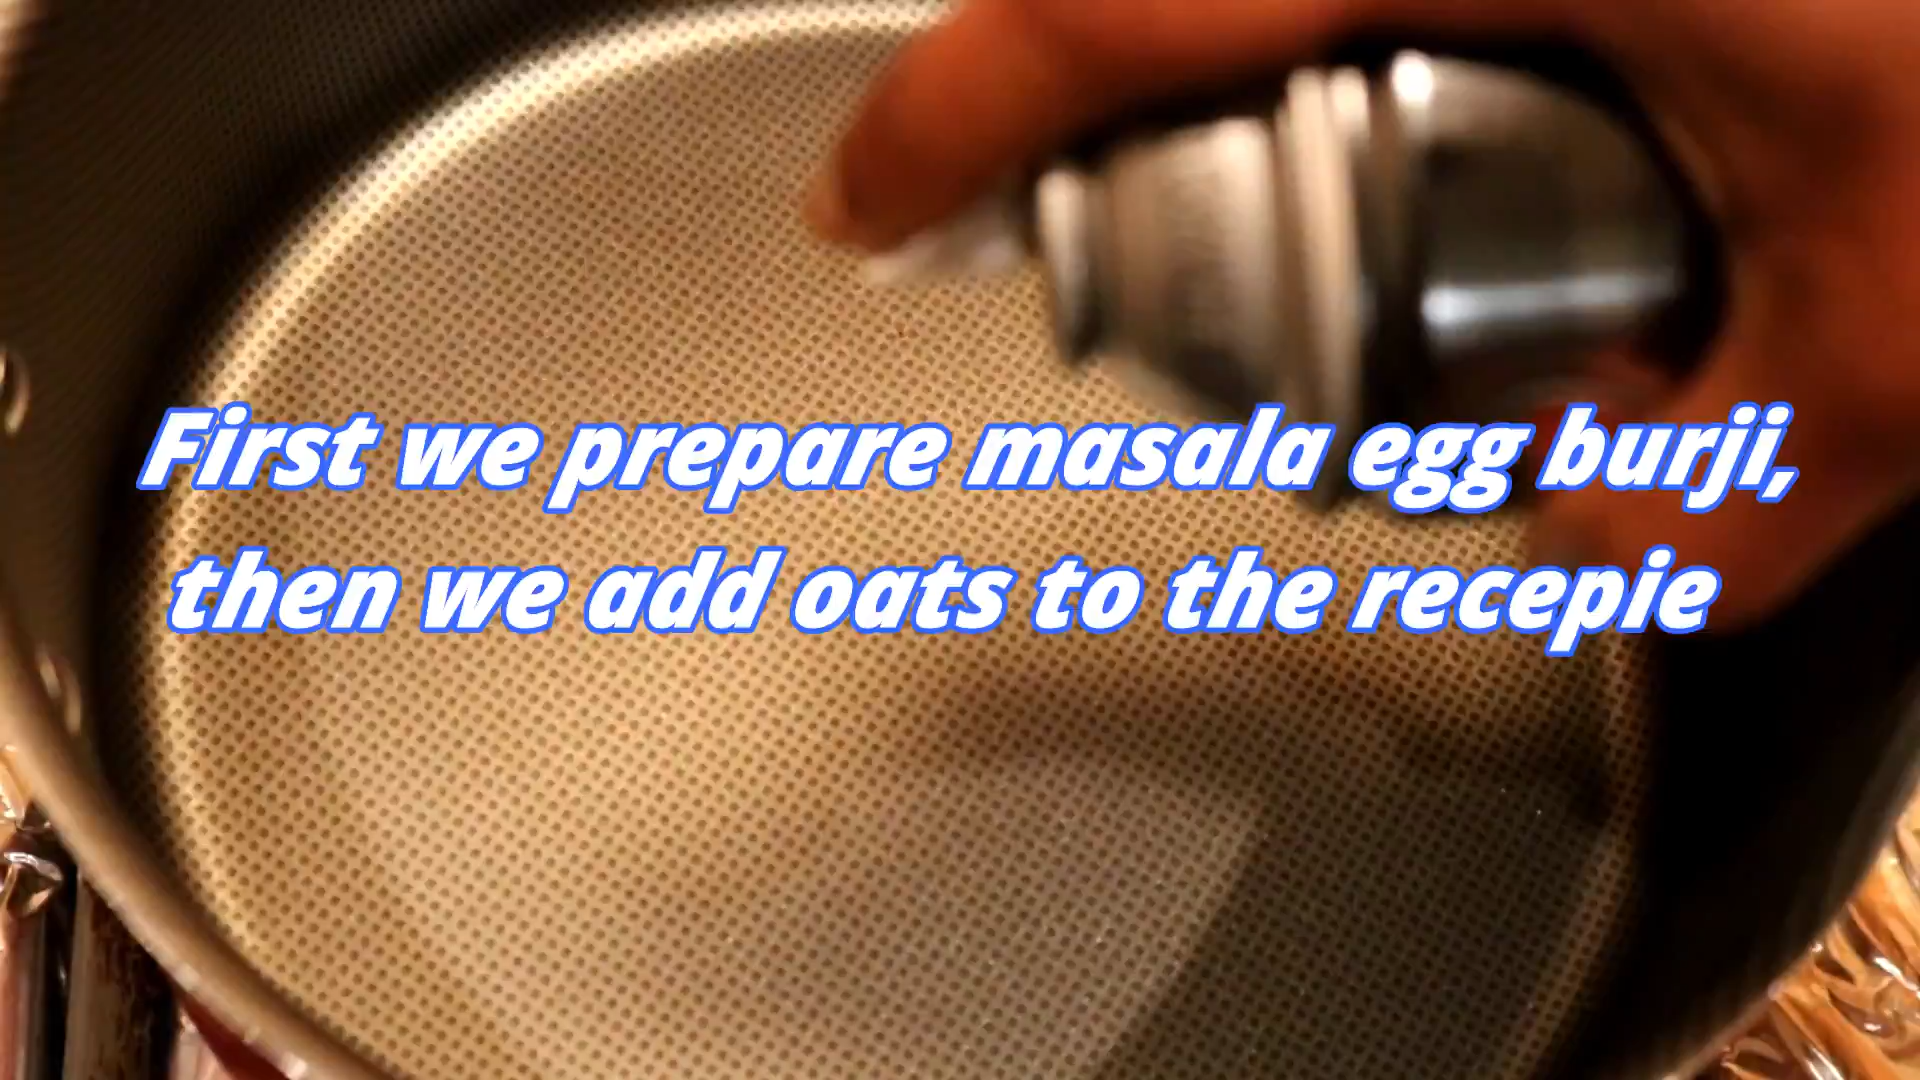 First we prepare masala egg burji,
then we add oats to the recepie